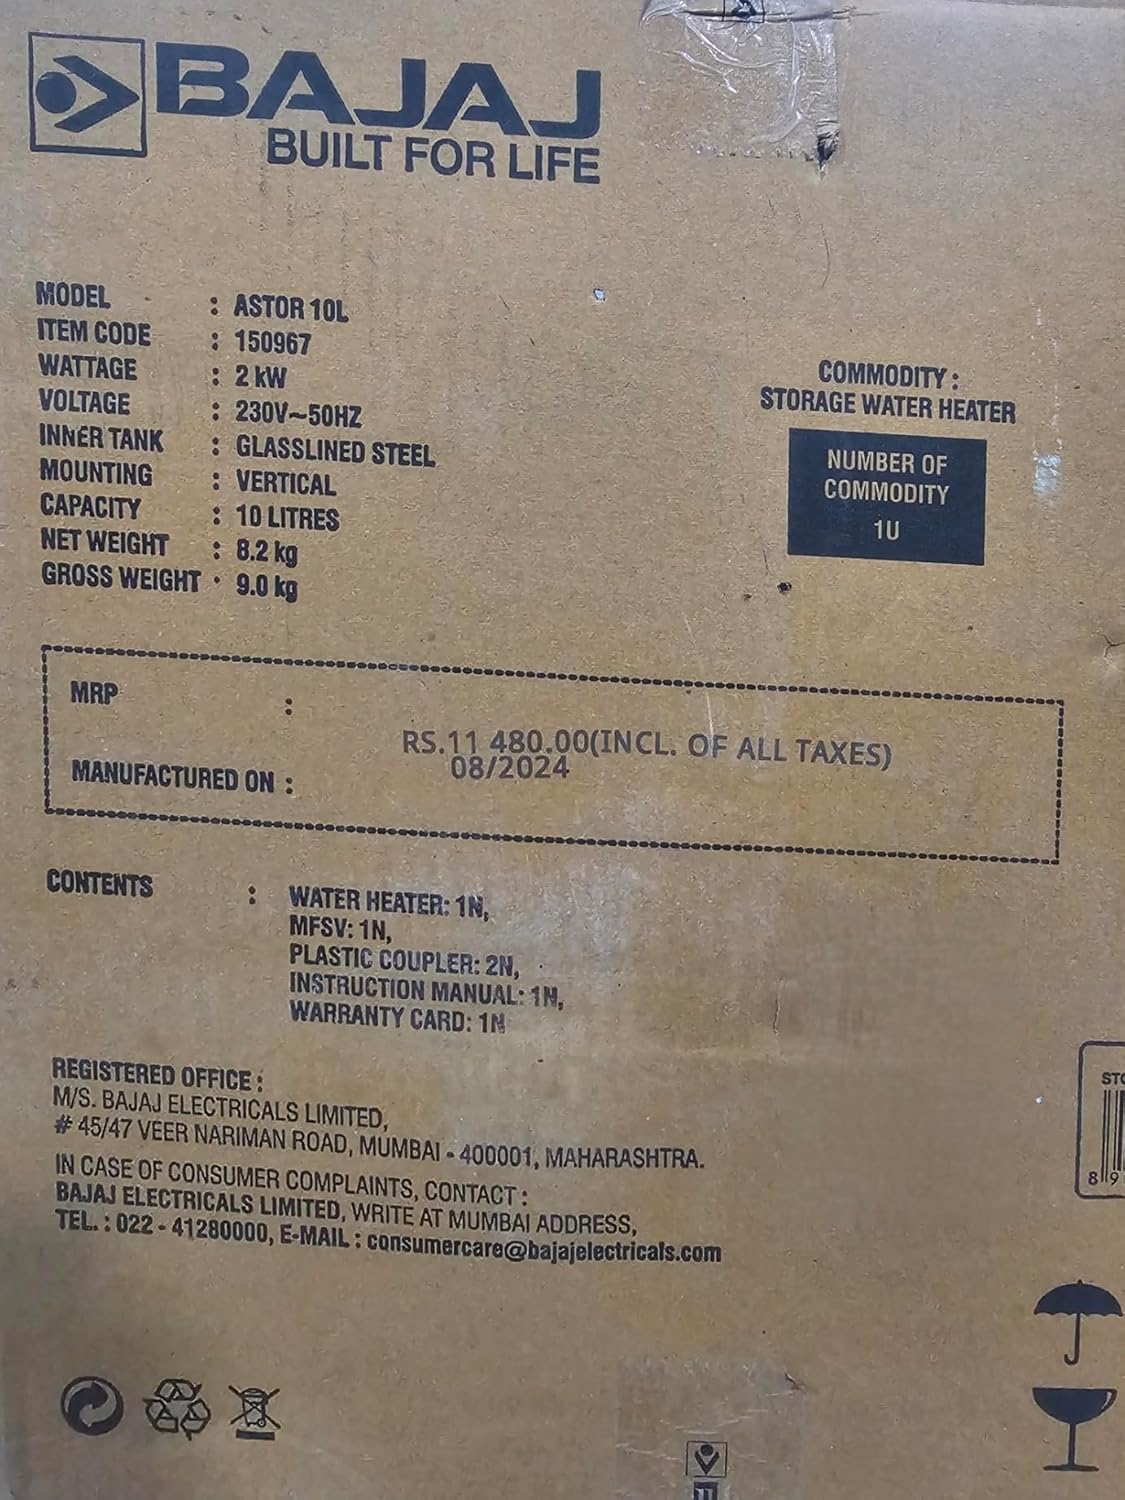 BAJAJ
BUILT FOR LIFE
MODEL : ASTOR 10L
ITEM CODE : 150967
WATTAGE : 2 kW
VOLTAGE : 230V~50HZ
INNER TANK : GLASSLINED STEEL
MOUNTING : VERTICAL
CAPACITY : 10 LITRES
NET WEIGHT : 8.2 kg
GROSS WEIGHT : 9.0 kg
COMMODITY :
STORAGE WATER HEATER
NUMBER OF
COMMODITY
1U
MRP :
RS.11 480.00(INCL. OF ALL TAXES)
08/2024
MANUFACTURED ON :
CONTENTS : WATER HEATER: 1N,
MFSV: 1N,
PLASTIC COUPLER: 2N,
INSTRUCTION MANUAL: 1N,
WARRANTY CARD: 1N
REGISTERED OFFICE :
M/S. BAJAJ ELECTRICALS LIMITED,
# 45/47 VEER NARIMAN ROAD, MUMBAI - 400001, MAHARASHTRA.
IN CASE OF CONSUMER COMPLAINTS, CONTACT :
BAJAJ ELECTRICALS LIMITED, WRITE AT MUMBAI ADDRESS,
TEL. : 022 - 41280000, E-MAIL : consumercare@bajajelectricals.com
STO
8 9